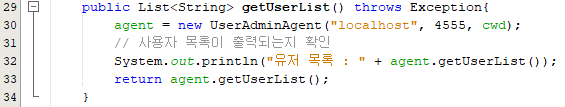 29 public List<String> getUserList() throws Exception{
30 agent = new UserAdminAgent("localhost", 4555, cwd);
31 // 사용자 목록이 출력되는지 확인
32 System.out.println("유저 목록 : " + agent.getUserList());
33 return agent.getUserList();
34 }